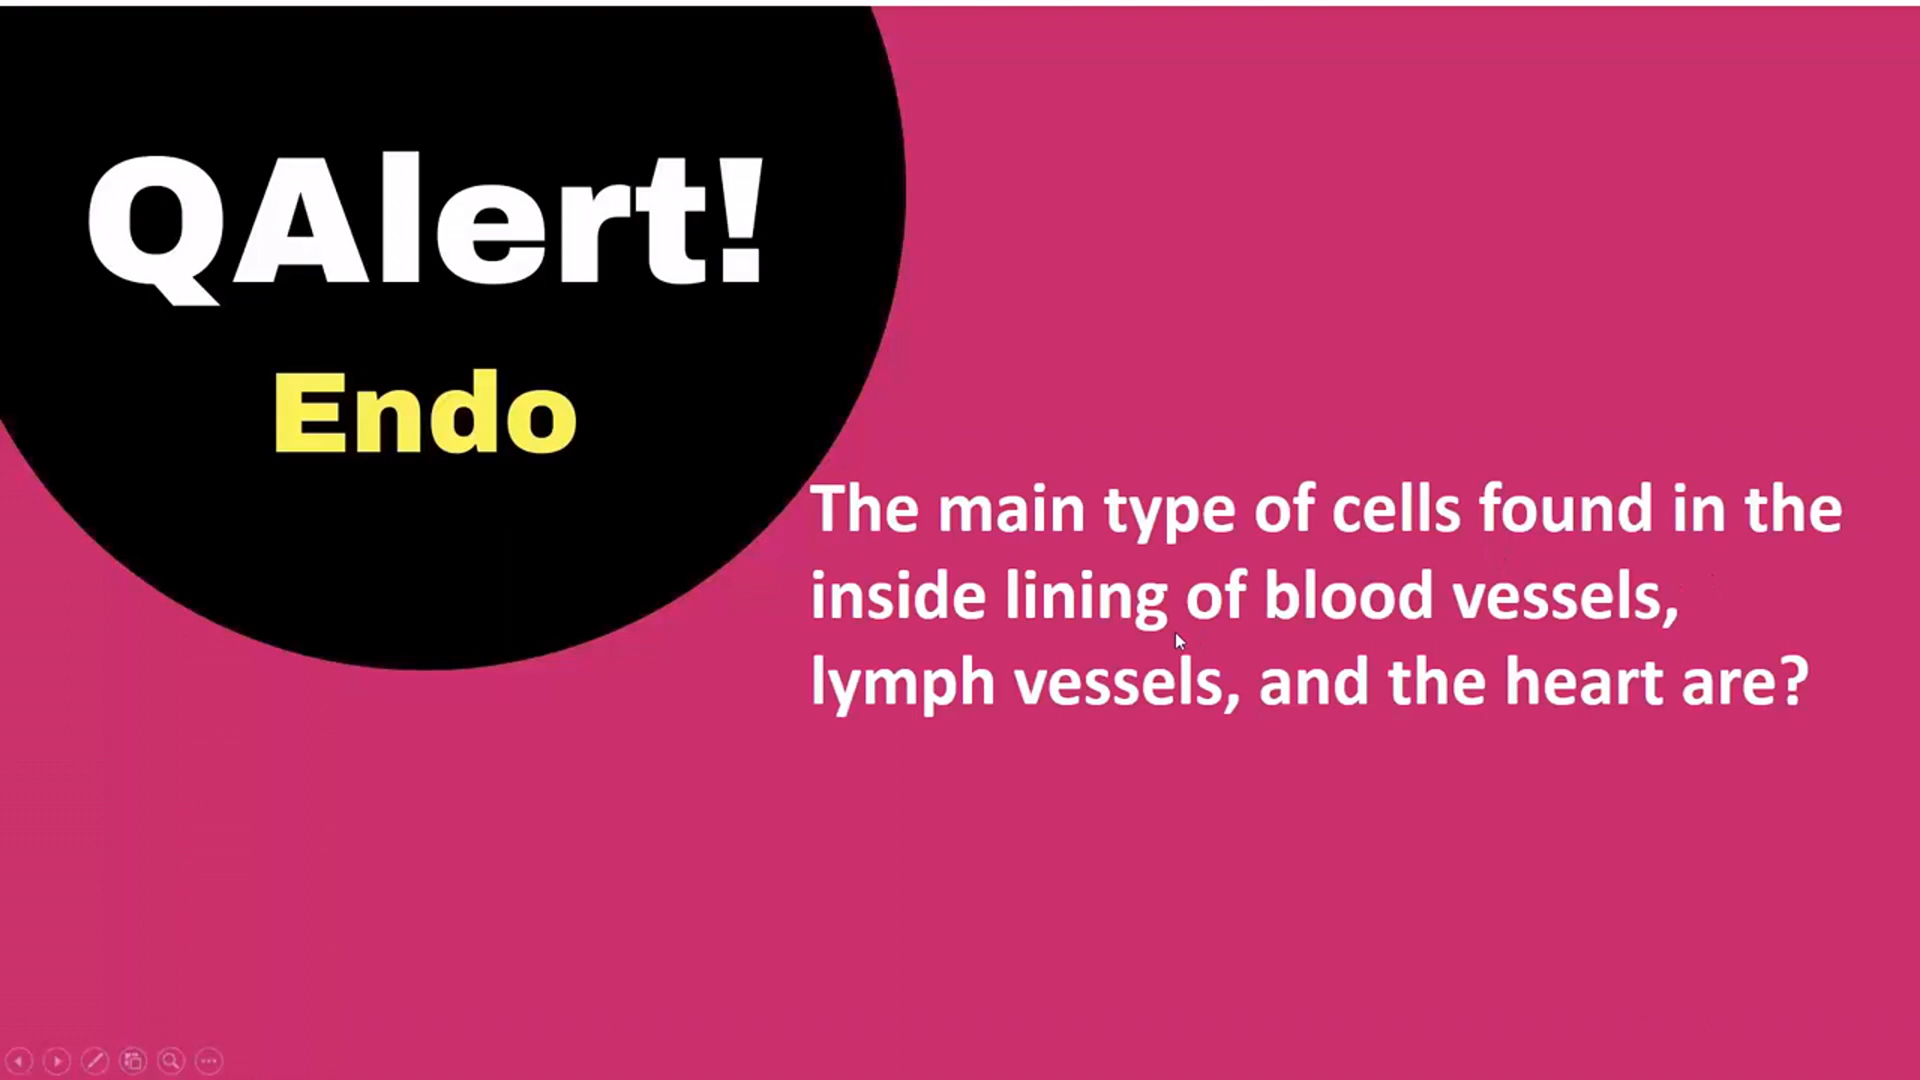 QAlert!
Endo
The main type of cells found in the
inside lining of blood vessels,
lymph vessels, and the heart are?